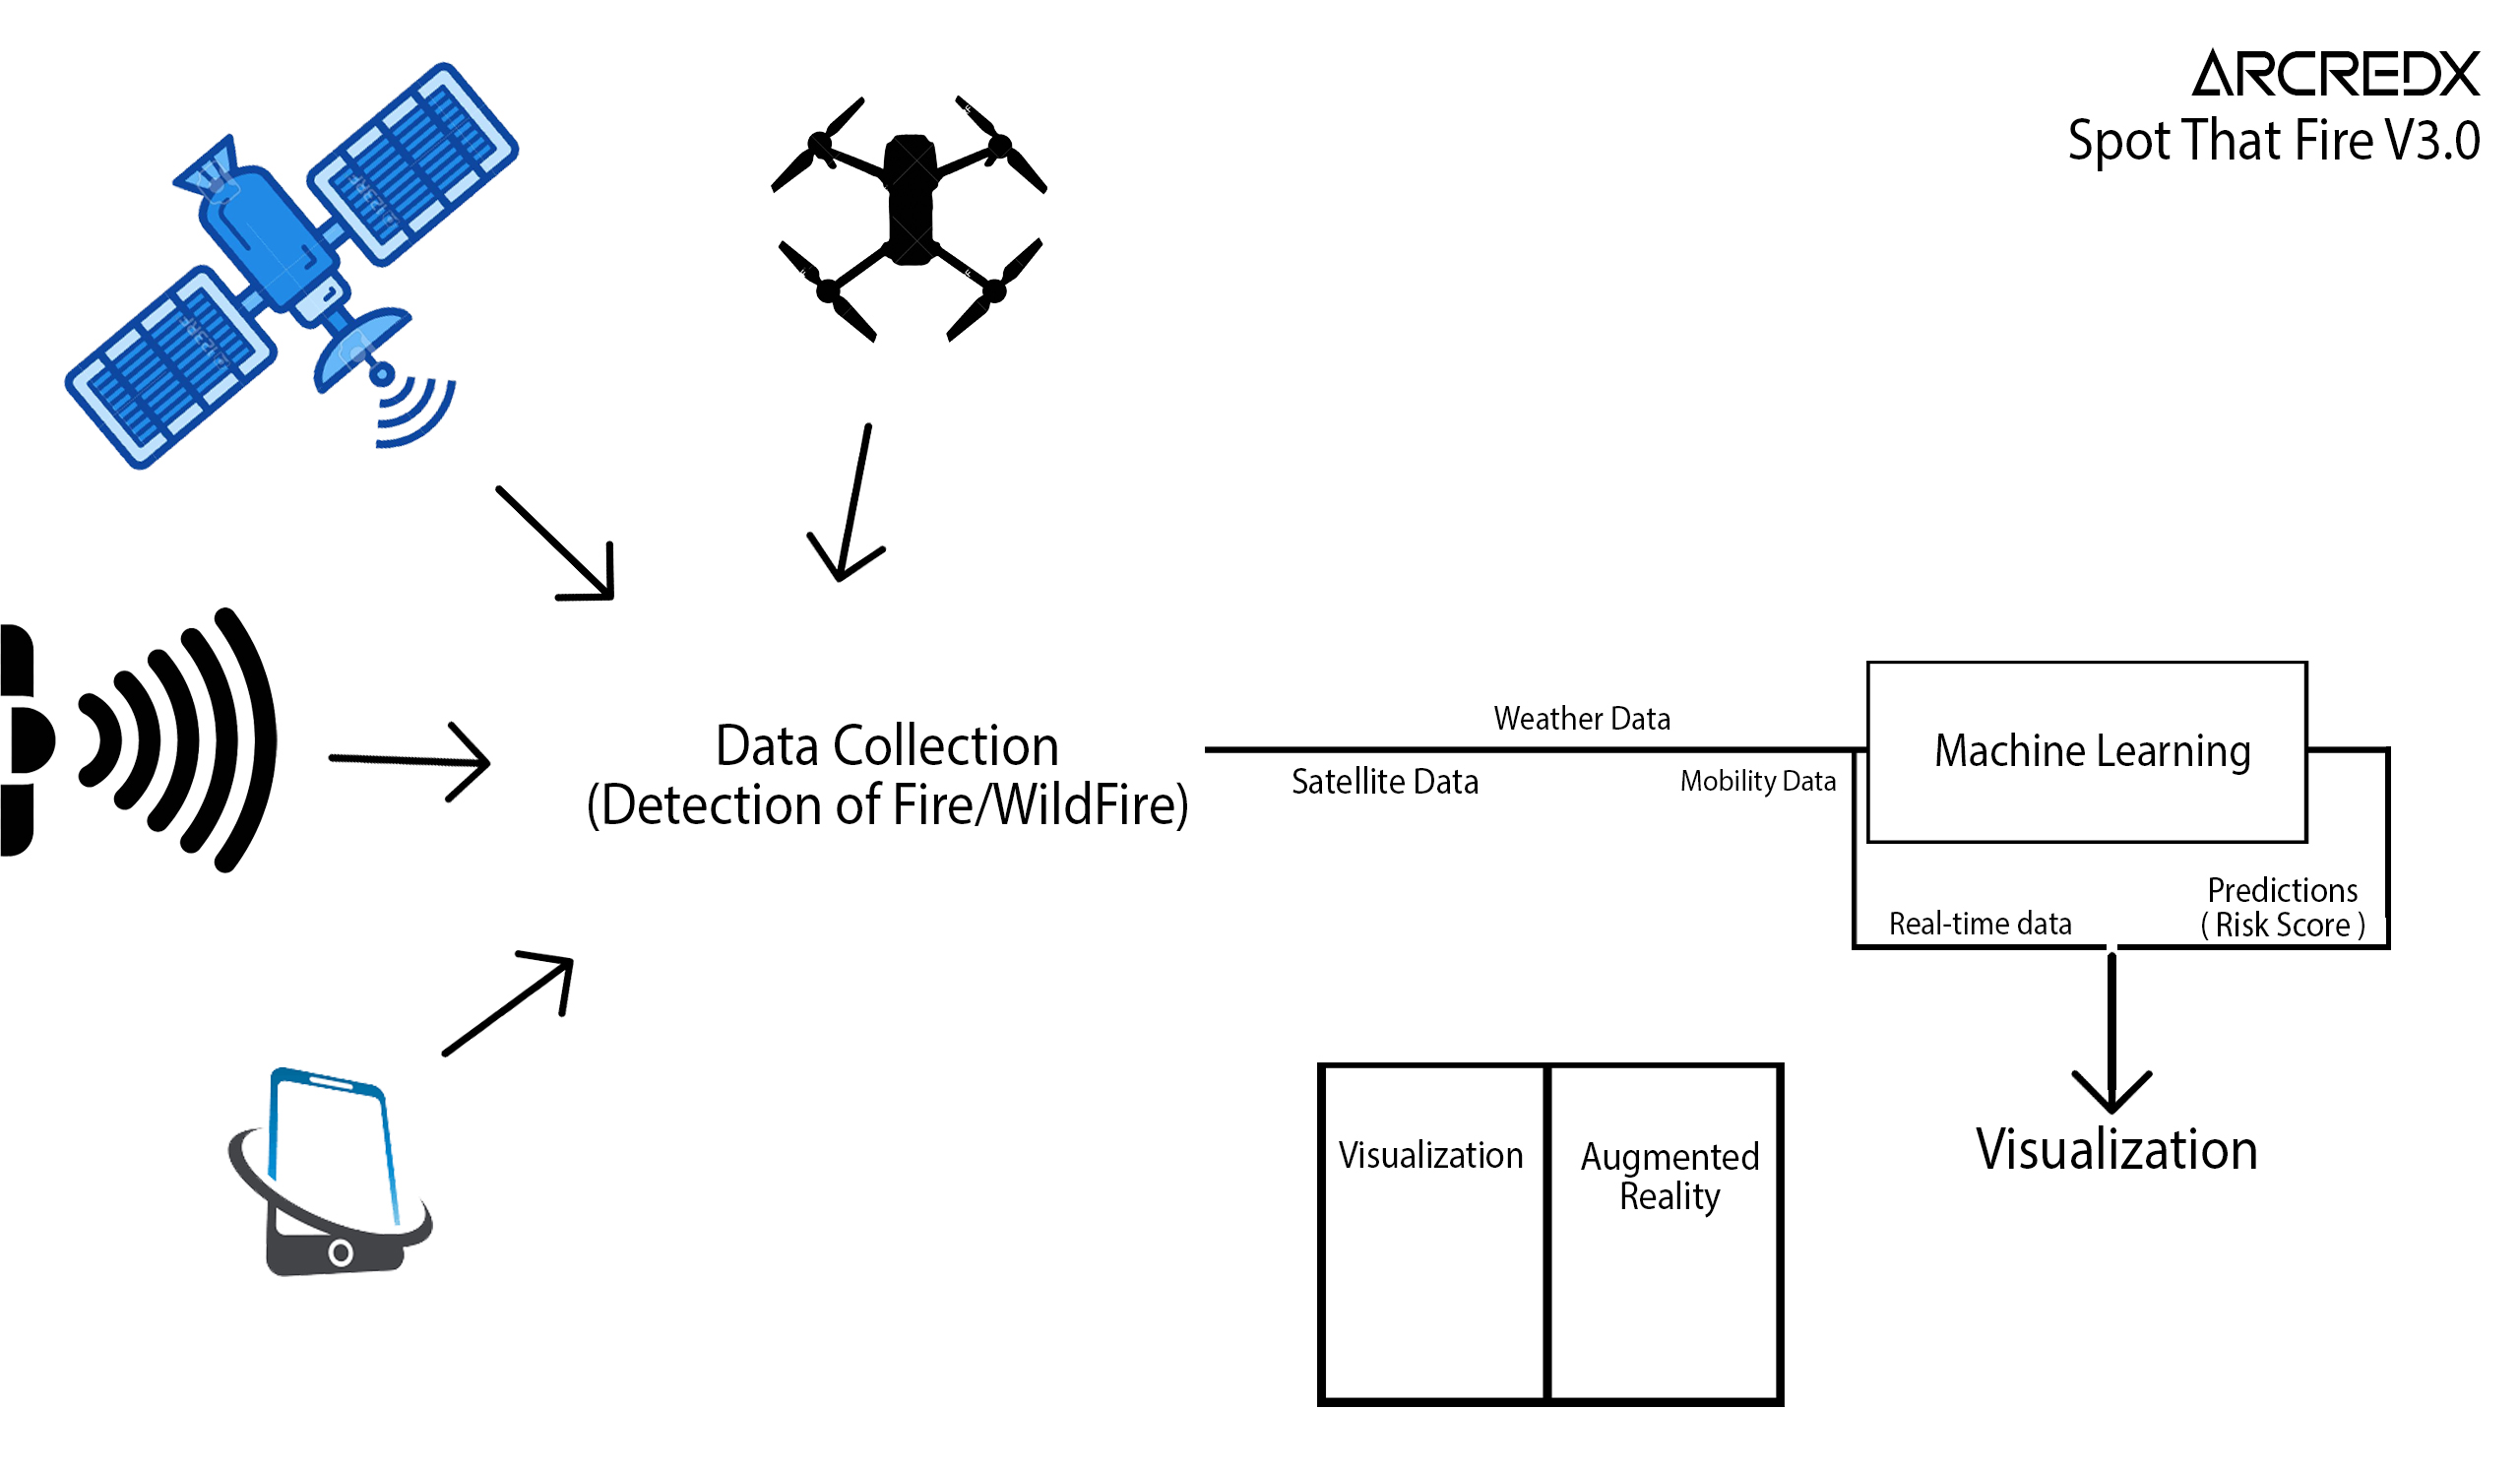 ARCREDX
Spot That Fire V3.0
Data Collection
(Detection of Fire/WildFire)
Weather Data
Satellite Data
Mobility Data
Machine Learning
Real-time data
Predictions
( Risk Score )
Visualization
Visualization
Augmented
Reality